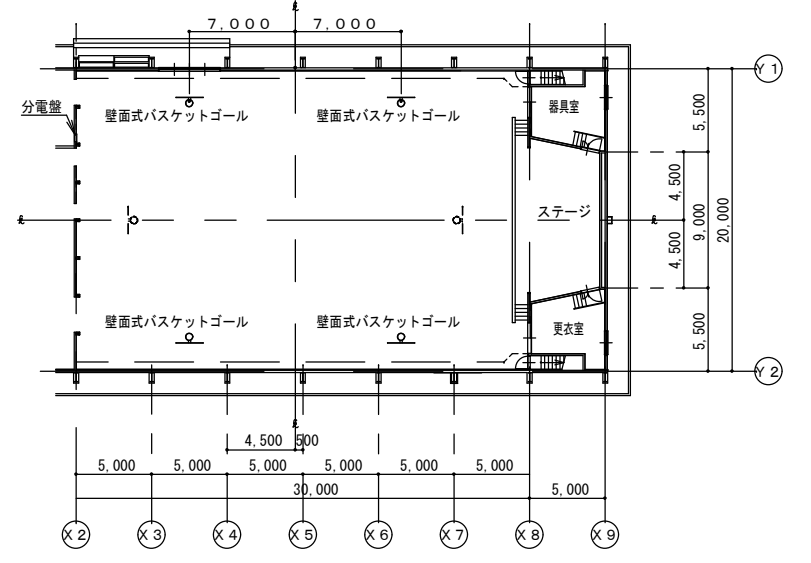 ℄
7,000 7,000
Y1
分電盤
壁面式バスケットゴール 壁面式バスケットゴール
器具室
5,500
4,500
℄ ステージ ℄
9,000
20,000
4,500
壁面式バスケットゴール 壁面式バスケットゴール
更衣室
5,500
Y2
℄
4,500 500
5,000 5,000 5,000 5,000 5,000 5,000
30,000 5,000
X2 X3 X4 X5 X6 X7 X8 X9